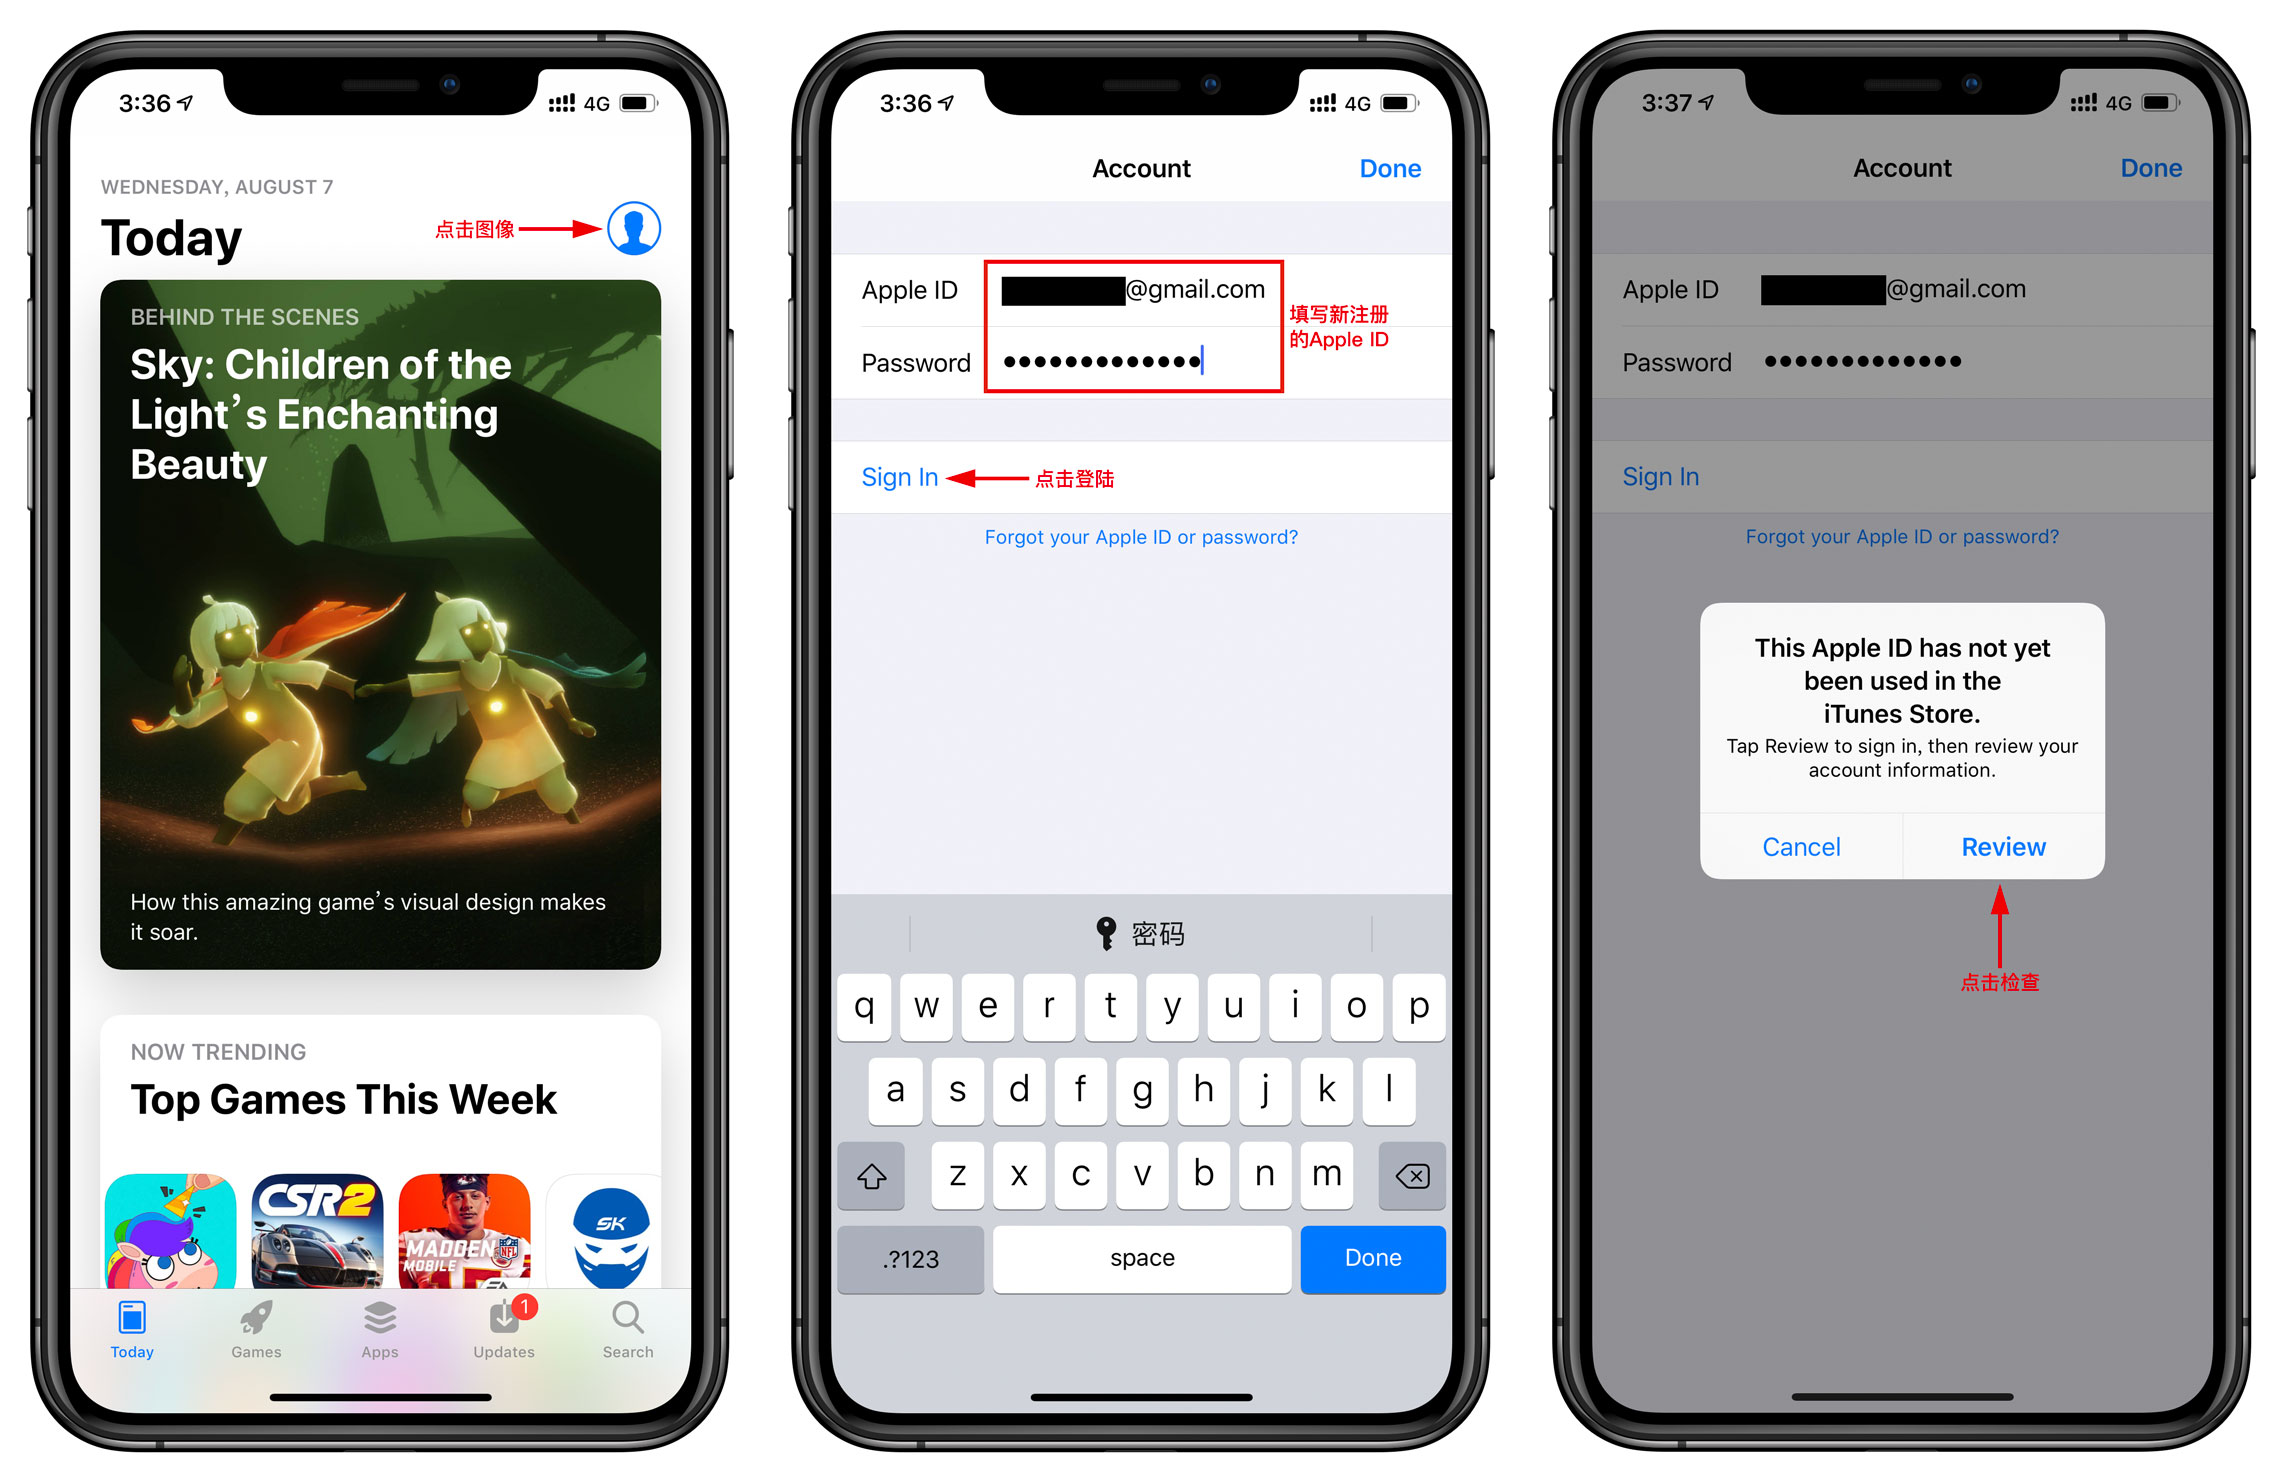 3:36
4G
WEDNESDAY, AUGUST 7
Today
点击图像
BEHIND THE SCENES
Sky: Children of the
Light’s Enchanting
Beauty
How this amazing game’s visual design makes
it soar.
NOW TRENDING
Top Games This Week
CSR2
MADDEN
NFL
MOBILE
EA
SK
1
Today
Games
Apps
Updates
Search
3:36
4G
Account
Done
Apple ID
@gmail.com
Password
填写新注册
的Apple ID
Sign In
点击登陆
Forgot your Apple ID or password?
密码
q w e r t y u i o p
a s d f g h j k l
z x c v b n m
.?123
space
Done
3:37
4G
Account
Done
Apple ID
@gmail.com
Password
Sign In
Forgot your Apple ID or password?
This Apple ID has not yet
been used in the
iTunes Store.
Tap Review to sign in, then review your
account information.
Cancel
Review
点击检查